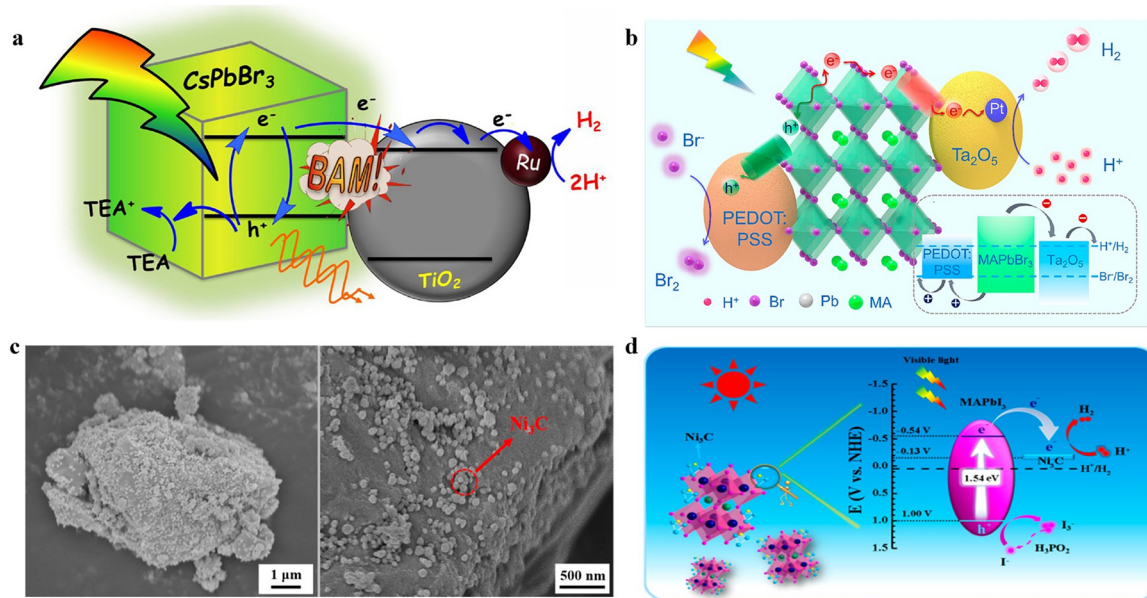 a
CsPbBr₃
e⁻
e⁻
e⁻
H₂
BAM!
Ru
2H⁺
TEA⁺
h⁺
TEA
TiO₂
b
e⁻
e⁻
H₂
h⁺
e⁻
Pt
Br⁻
Ta₂O₅
H⁺
h⁺
PEDOT:
PSS
Br₂
PEDOT:
PSS
MAPbBr₃
Ta₂O₅
H⁺/H₂
Br⁻/Br₂
H⁺
Br
Pb
MA
c
Ni₃C
1 μm
500 nm
d
Visible light
MAPbI₃
Ni₃C
E (V vs. NHE)
-1.5
-1.0
-0.5
0.0
0.5
1.0
1.5
-0.54 V
-0.13 V
1.00 V
e⁻
e⁻
e
1.54 eV
h⁺
Ni₃C
H₂
H⁺
H⁺/H₂
I₃⁻
H₃PO₂
I⁻